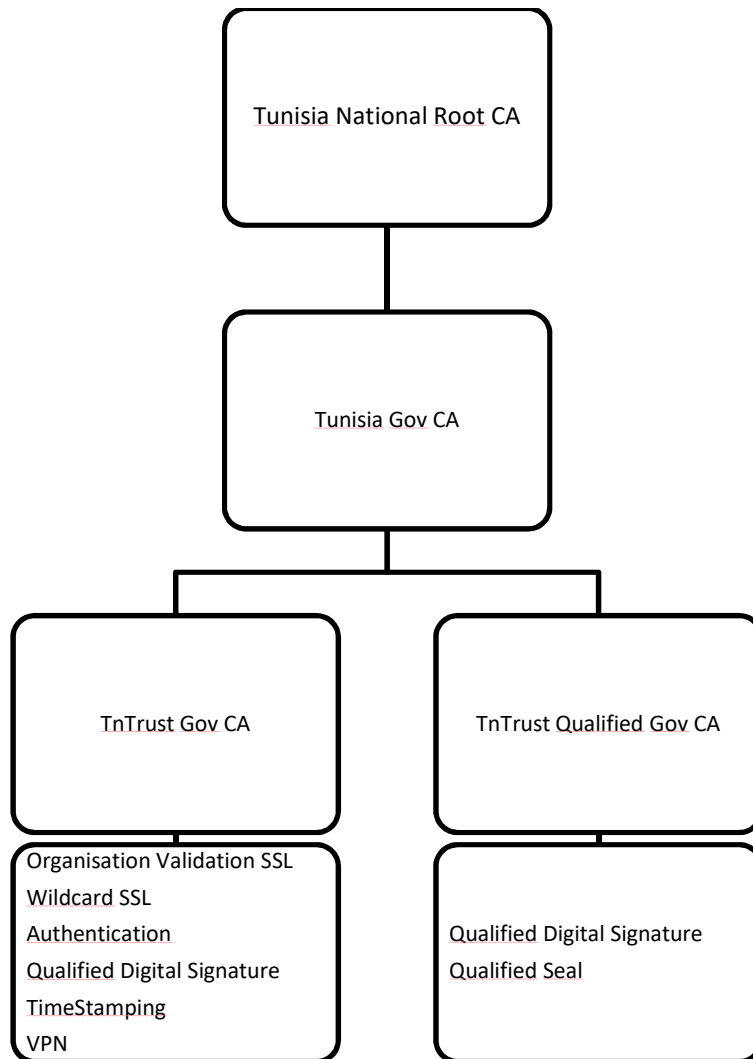 Tunisia National Root CA
Tunisia Gov CA
TnTrust Gov CA
TnTrust Qualified Gov CA
Organisation Validation SSL
Wildcard SSL
Authentication
Qualified Digital Signature
TimeStamping
VPN
Qualified Digital Signature
Qualified Seal